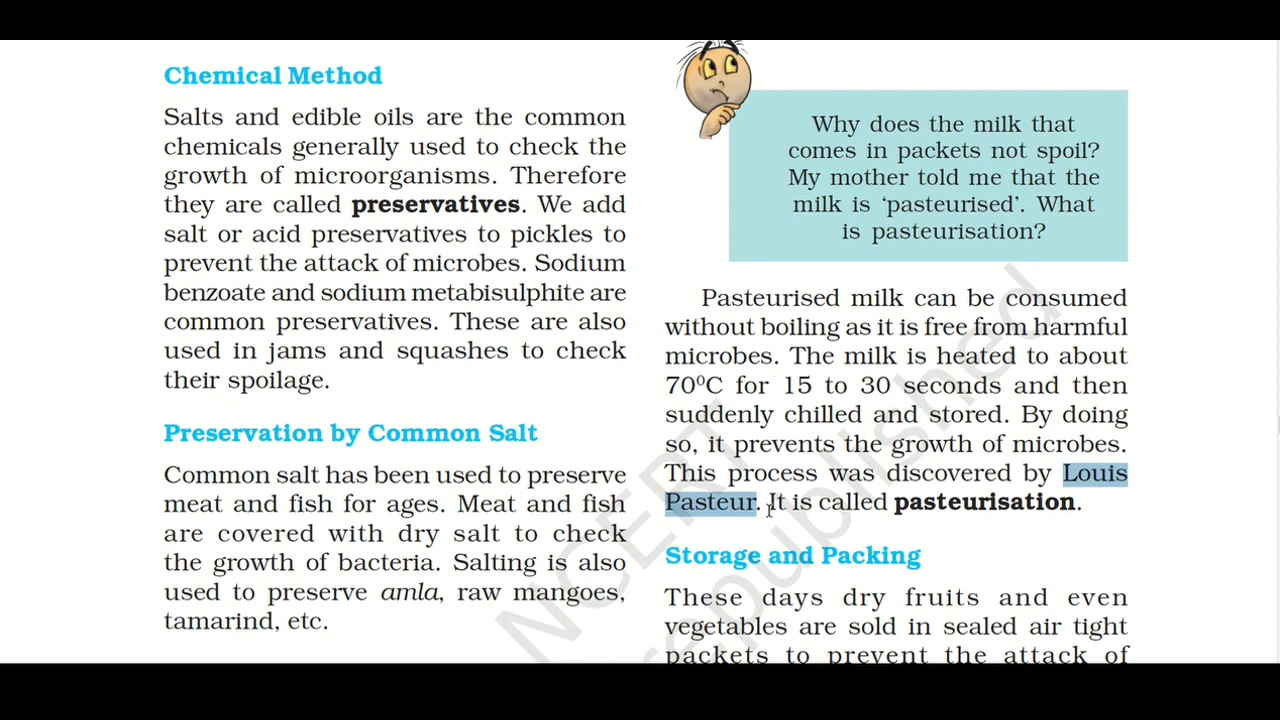 Chemical Method
Salts and edible oils are the common
chemicals generally used to check the
growth of microorganisms. Therefore
they are called preservatives. We add
salt or acid preservatives to pickles to
prevent the attack of microbes. Sodium
benzoate and sodium metabisulphite are
common preservatives. These are also
used in jams and squashes to check
their spoilage.
Preservation by Common Salt
Common salt has been used to preserve
meat and fish for ages. Meat and fish
are covered with dry salt to check
the growth of bacteria. Salting is also
used to preserve amla, raw mangoes,
tamarind, etc.
Why does the milk that
comes in packets not spoil?
My mother told me that the
milk is ‘pasteurised’. What
is pasteurisation?
Pasteurised milk can be consumed
without boiling as it is free from harmful
microbes. The milk is heated to about
70⁰C for 15 to 30 seconds and then
suddenly chilled and stored. By doing
so, it prevents the growth of microbes.
This process was discovered by Louis
Pasteur. It is called pasteurisation.
Storage and Packing
These days dry fruits and even
vegetables are sold in sealed air tight
packets to prevent the attack of
NCERT
republished